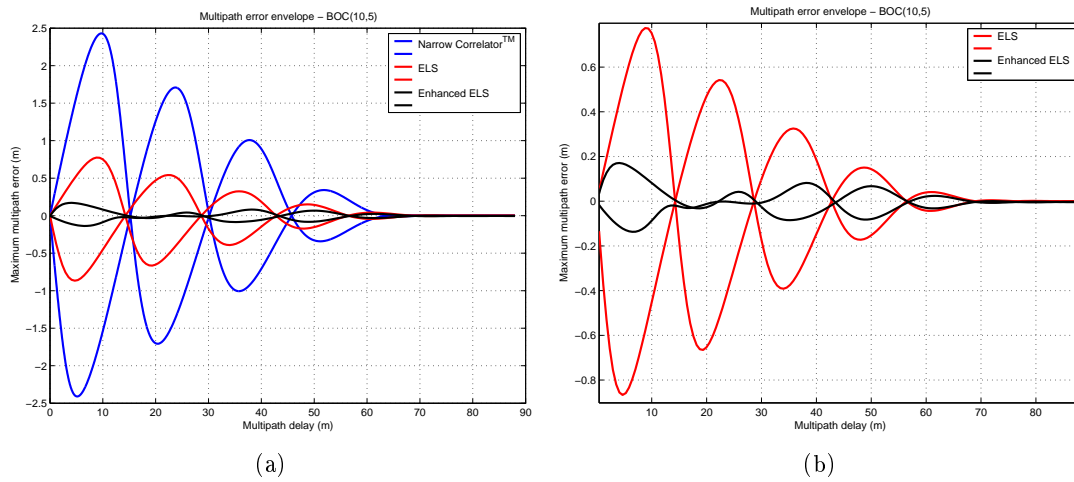 Multipath error envelope – BOC(10,5)
Maximum multipath error (m)
2.5
2
1.5
1
0.5
0
−0.5
−1
−1.5
−2
−2.5
Narrow Correlator™
ELS
Enhanced ELS
0 10 20 30 40 50 60 70 80 90
Multipath delay (m)
(a)
Multipath error envelope – BOC(10,5)
Maximum multipath error (m)
0.6
0.4
0.2
0
−0.2
−0.4
−0.6
−0.8
ELS
Enhanced ELS
10 20 30 40 50 60 70 80
Multipath delay (m)
(b)